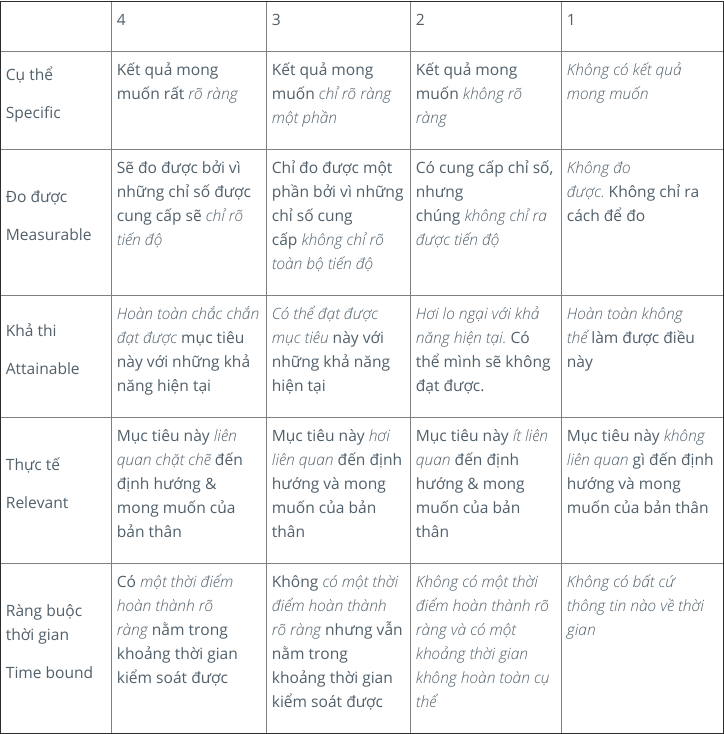 4
3
2
1
Cụ thể
Specific
Kết quả mong
muốn rất rõ ràng
Kết quả mong
muốn chỉ rõ ràng
một phần
Kết quả mong
muốn không rõ
ràng
Không có kết quả
mong muốn
Đo được
Measurable
Sẽ đo được bởi vì
những chỉ số được
cung cấp sẽ chỉ rõ
tiến độ
Chỉ đo được một
phần bởi vì những
chỉ số cung
cấp không chỉ rõ
toàn bộ tiến độ
Có cung cấp chỉ số,
nhưng
chúng không chỉ ra
được tiến độ
Không đo
được. Không chỉ ra
cách để đo
Khả thi
Attainable
Hoàn toàn chắc chắn
đạt được mục tiêu
này với những khả
năng hiện tại
Có thể đạt được
mục tiêu này với
những khả năng
hiện tại
Hơi lo ngại với khả
năng hiện tại. Có
thể mình sẽ không
đạt được.
Hoàn toàn không
thể làm được điều
này
Thực tế
Relevant
Mục tiêu này liên
quan chặt chẽ đến
định hướng &
mong muốn của
bản thân
Mục tiêu này hơi
liên quan đến định
hướng và mong
muốn của bản
thân
Mục tiêu này ít liên
quan đến định
hướng & mong
muốn của bản
thân
Mục tiêu này không
liên quan gì đến định
hướng và mong
muốn của bản thân
Ràng buộc
thời gian
Time bound
Có một thời điểm
hoàn thành rõ
ràng nằm trong
khoảng thời gian
kiểm soát được
Không có một thời
điểm hoàn thành
rõ ràng nhưng vẫn
nằm trong
khoảng thời gian
kiểm soát được
Không có một thời
điểm hoàn thành rõ
ràng và có một
khoảng thời gian
không hoàn toàn cụ
thể
Không có bất cứ
thông tin nào về thời
gian